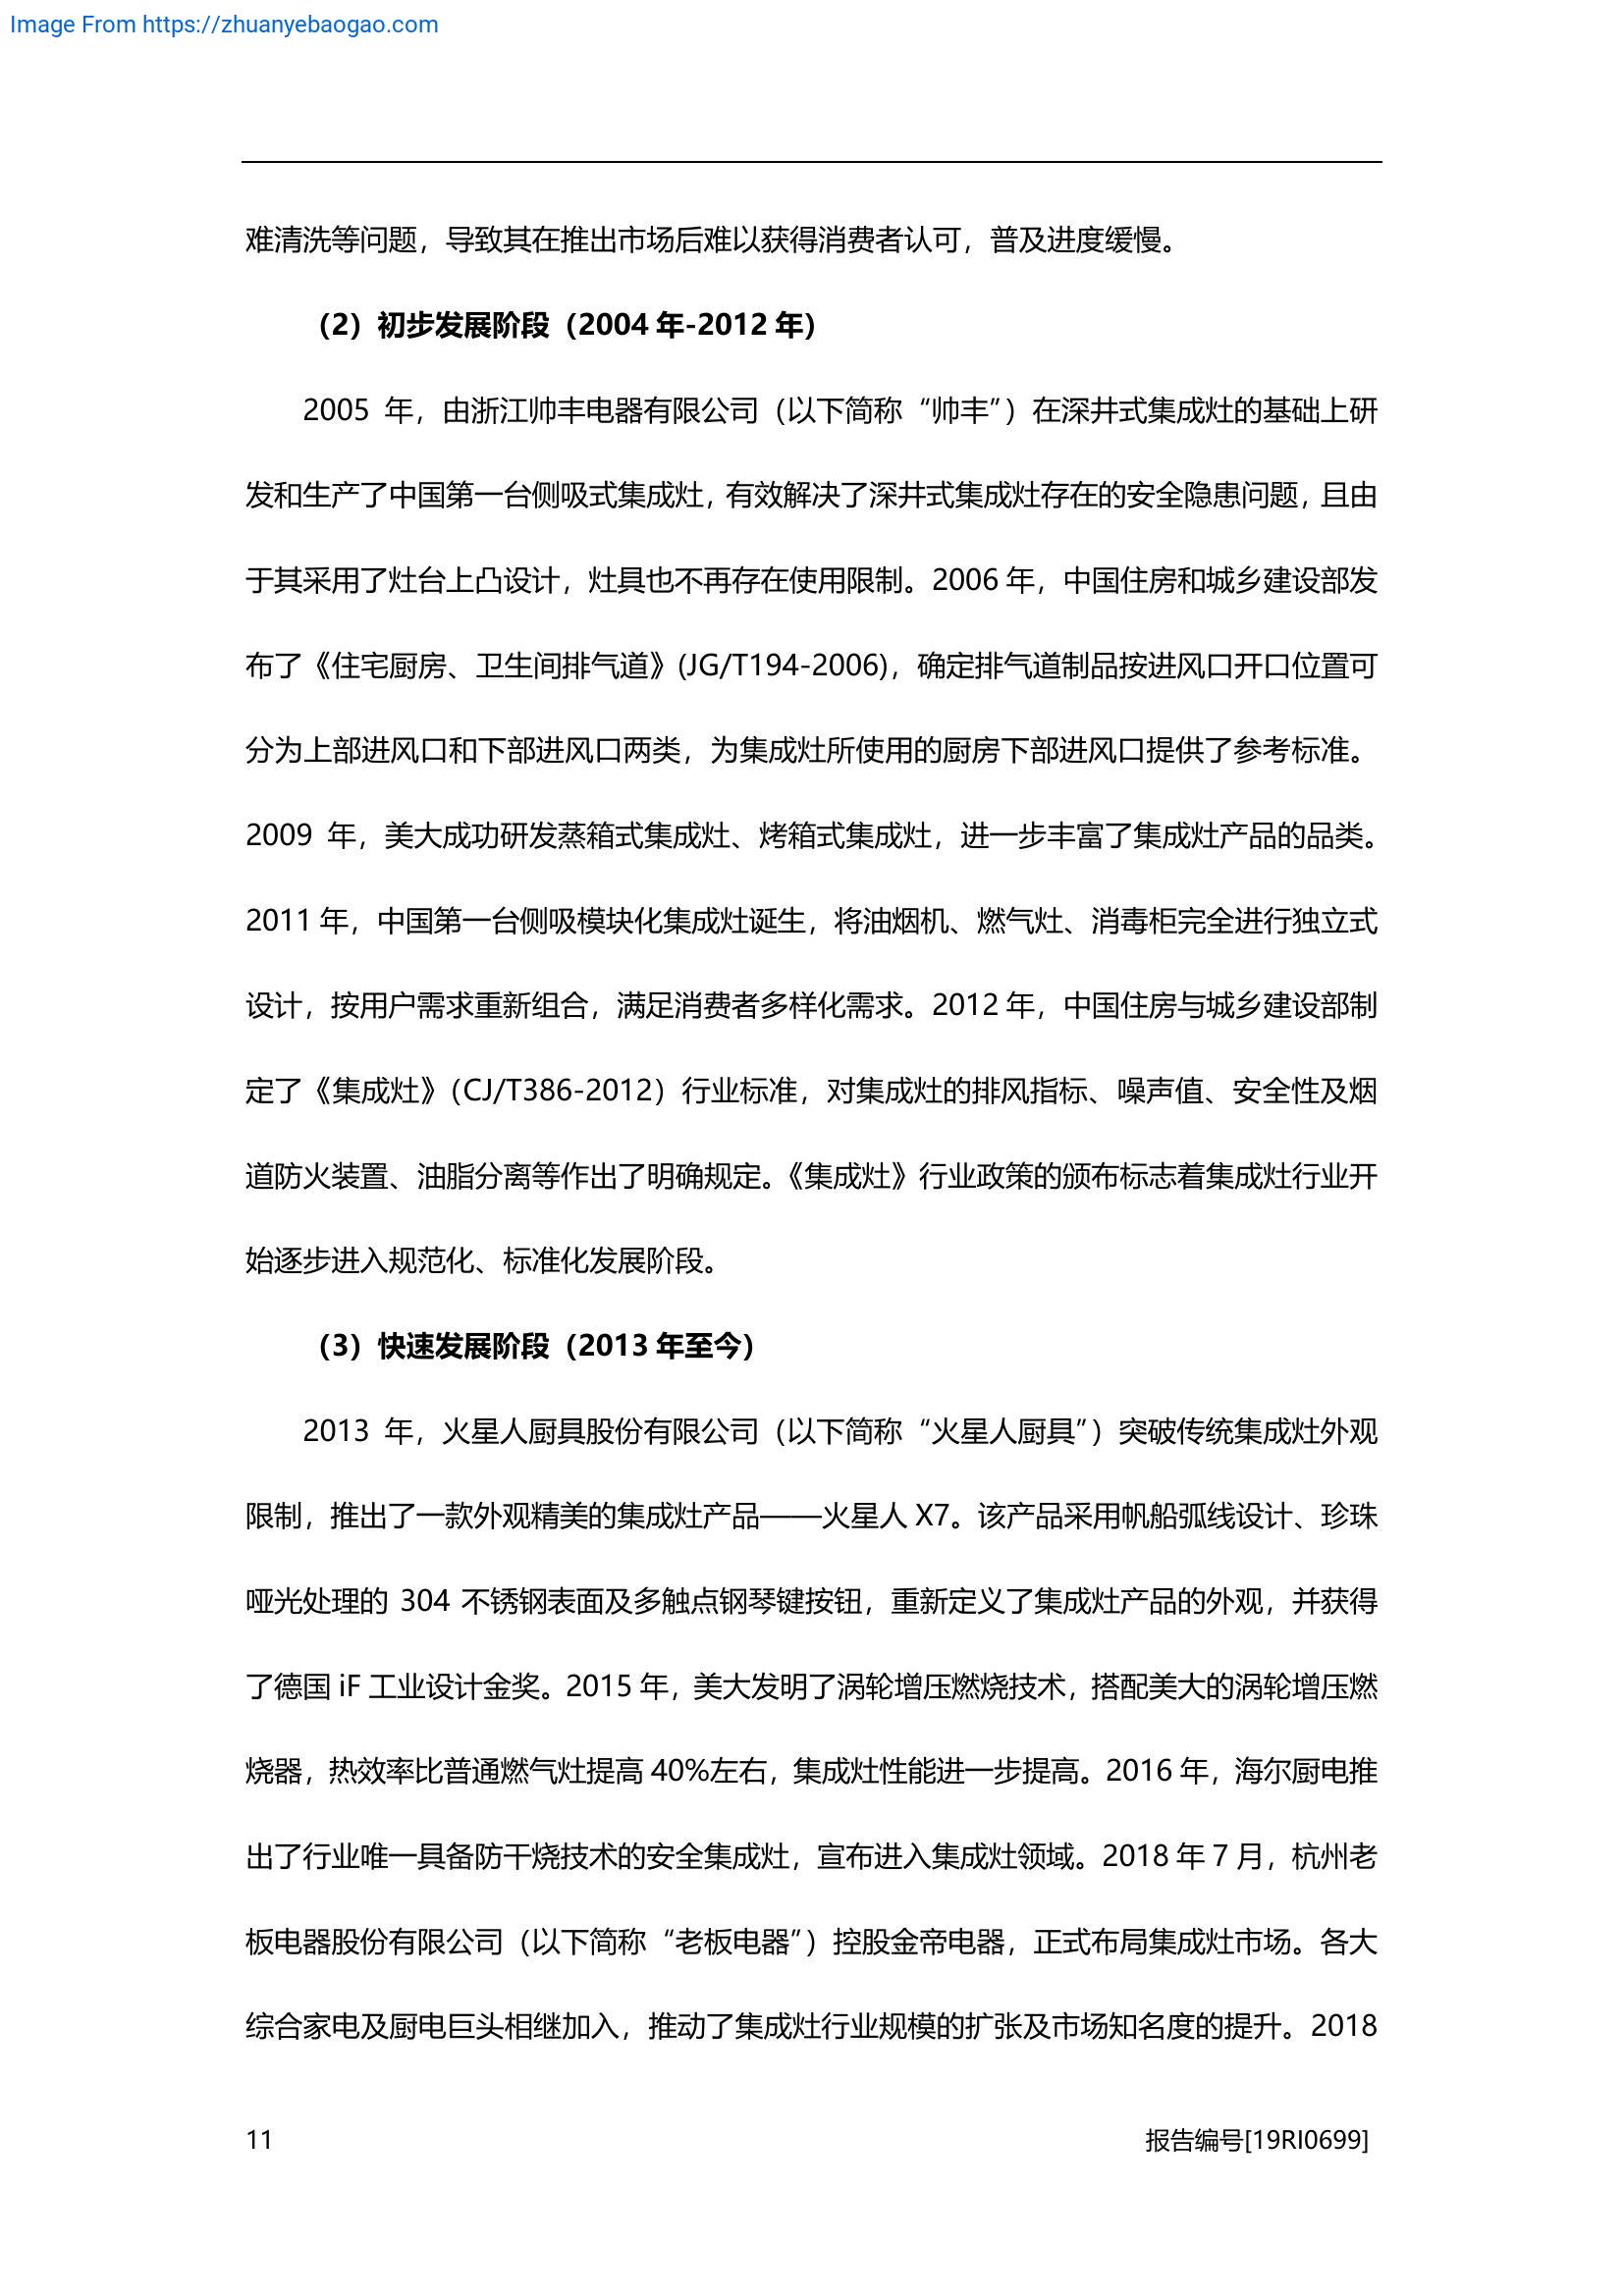 Image From https://zhuanyebaogao.com
难清洗等问题，导致其在推出市场后难以获得消费者认可，普及进度缓慢。
（2）初步发展阶段（2004 年-2012 年）
2005 年，由浙江帅丰电器有限公司（以下简称“帅丰”）在深井式集成灶的基础上研
发和生产了中国第一台侧吸式集成灶，有效解决了深井式集成灶存在的安全隐患问题，且由
于其采用了灶台上凸设计，灶具也不再存在使用限制。2006 年，中国住房和城乡建设部发
布了《住宅厨房、卫生间排气道》(JG/T194-2006)，确定排气道制品按进风口开口位置可
分为上部进风口和下部进风口两类，为集成灶所使用的厨房下部进风口提供了参考标准。
2009 年，美大成功研发蒸箱式集成灶、烤箱式集成灶，进一步丰富了集成灶产品的品类。
2011 年，中国第一台侧吸模块化集成灶诞生，将油烟机、燃气灶、消毒柜完全进行独立式
设计，按用户需求重新组合，满足消费者多样化需求。2012 年，中国住房与城乡建设部制
定了《集成灶》（CJ/T386-2012）行业标准，对集成灶的排风指标、噪声值、安全性及烟
道防火装置、油脂分离等作出了明确规定。《集成灶》行业政策的颁布标志着集成灶行业开
始逐步进入规范化、标准化发展阶段。
（3）快速发展阶段（2013 年至今）
2013 年，火星人厨具股份有限公司（以下简称“火星人厨具”）突破传统集成灶外观
限制，推出了一款外观精美的集成灶产品——火星人 X7。该产品采用帆船弧线设计、珍珠
哑光处理的 304 不锈钢表面及多触点钢琴键按钮，重新定义了集成灶产品的外观，并获得
了德国 iF 工业设计金奖。2015 年，美大发明了涡轮增压燃烧技术，搭配美大的涡轮增压燃
烧器，热效率比普通燃气灶提高 40%左右，集成灶性能进一步提高。2016 年，海尔厨电推
出了行业唯一具备防干烧技术的安全集成灶，宣布进入集成灶领域。2018 年 7 月，杭州老
板电器股份有限公司（以下简称“老板电器”）控股金帝电器，正式布局集成灶市场。各大
综合家电及厨电巨头相继加入，推动了集成灶行业规模的扩张及市场知名度的提升。2018
11 报告编号[19RI0699]